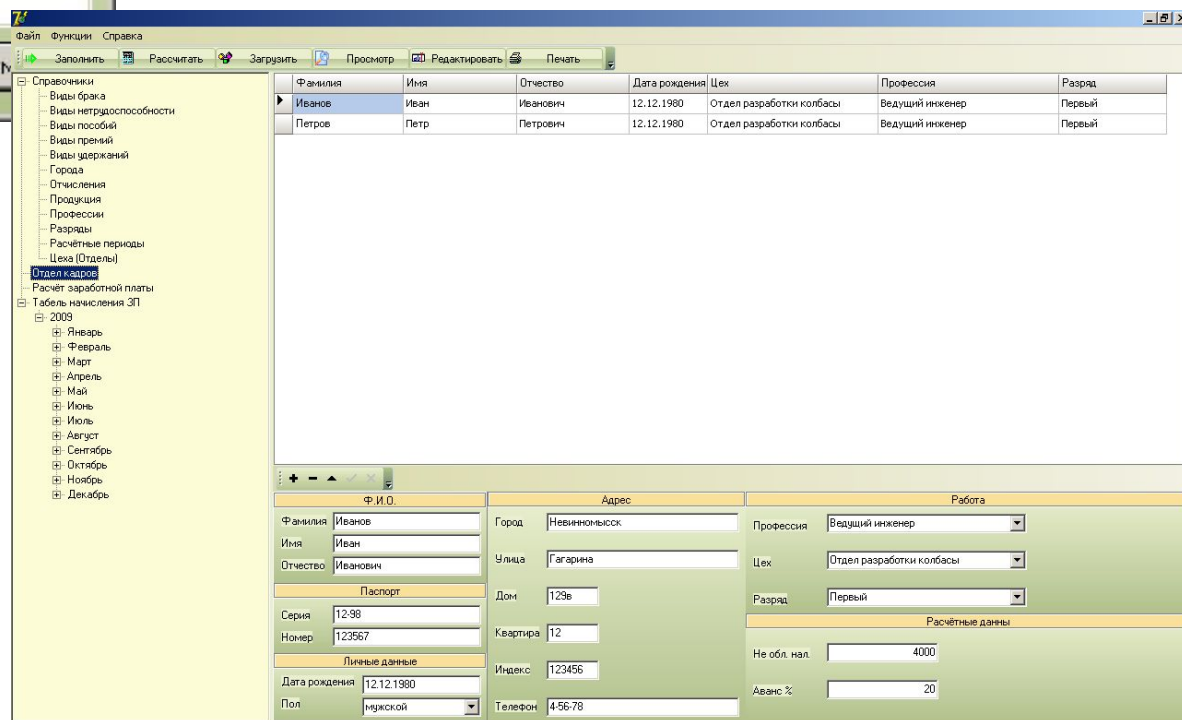 Файл Функции Справка
Заполнить Рассчитать Загрузить Просмотр Редактировать Печать
Справочники
Виды брака
Виды нетрудоспособности
Виды пособий
Виды премий
Виды удержаний
Города
Отчисления
Продукция
Профессии
Разряды
Расчётные периоды
Цеха (Отделы)
Отдел кадров
Расчёт заработной платы
Табель начисления ЗП
2009
Январь
Февраль
Март
Апрель
Май
Июнь
Июль
Август
Сентябрь
Октябрь
Ноябрь
Декабрь
Фамилия Имя Отчество Дата рождения Цех Профессия Разряд
Иванов Иван Иванович 12.12.1980 Отдел разработки колбасы Ведущий инженер Первый
Петров Петр Петрович 12.12.1980 Отдел разработки колбасы Ведущий инженер Первый
Ф.И.О.
Фамилия Иванов
Имя Иван
Отчество Иванович
Паспорт
Серия 12-98
Номер 123567
Личные данные
Дата рождения 12.12.1980
Пол мужской
Адрес
Город Невинномысск
Улица Гагарина
Дом 129в
Квартира 12
Индекс 123456
Телефон 4-56-78
Работа
Профессия Ведущий инженер
Цех Отдел разработки колбасы
Разряд Первый
Расчётные данны
Не обл. нал. 4000
Аванс % 20